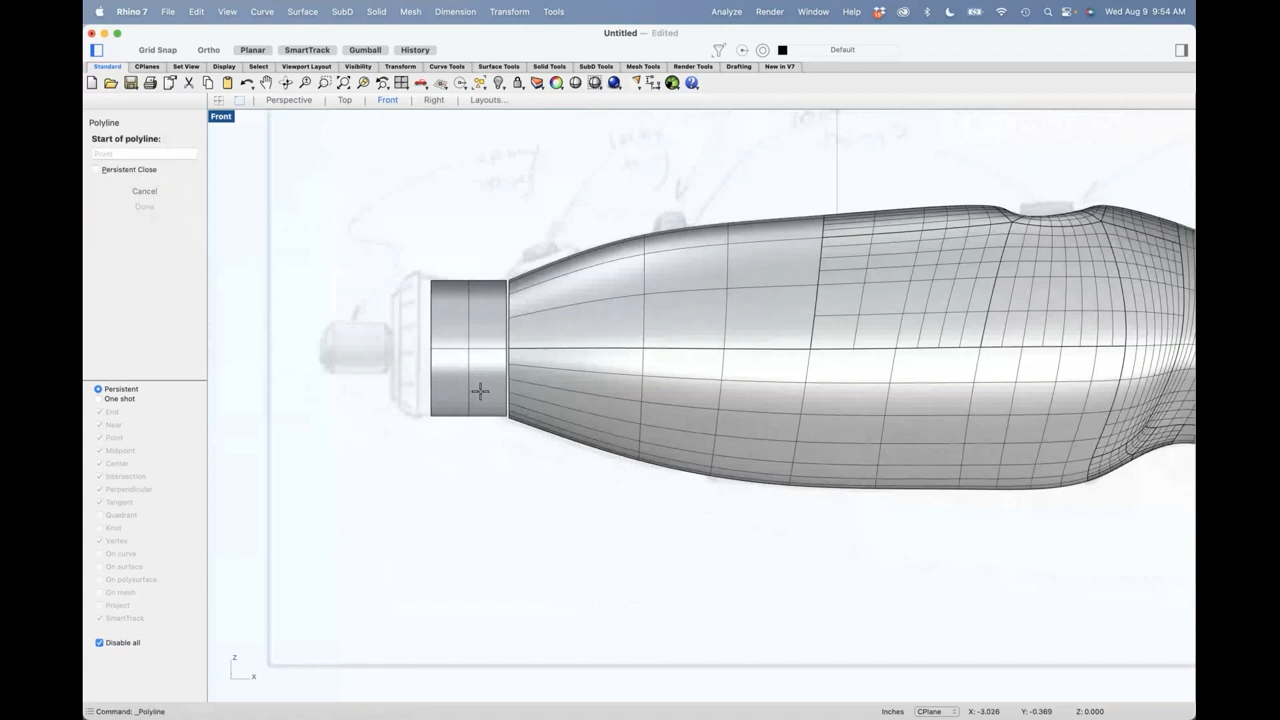 Rhino 7 File Edit View Curve Surface SubD Solid Mesh Dimension Transform Tools Analyze Render Window Help Wed Aug 9 9:54 AM
Untitled — Edited
Grid Snap Ortho Planar SmartTrack Gumball History Default
Standard CPlanes Set View Display Select Viewport Layout Visibility Transform Curve Tools Surface Tools Solid Tools SubD Tools Mesh Tools Render Tools Drafting New in V7
Perspective Top Front Right Layouts...
Front
Polyline
Start of polyline:
Front
Persistent Close
Cancel
Done
Persistent
One shot
End
Near
Point
Midpoint
Center
Intersection
Perpendicular
Tangent
Quadrant
Knot
Vertex
On curve
On surface
On polysurface
On mesh
Project
SmartTrack
Disable all
z
x
Command: _Polyline Inches CPlane X: -3.026 Y: -0.369 Z: 0.000